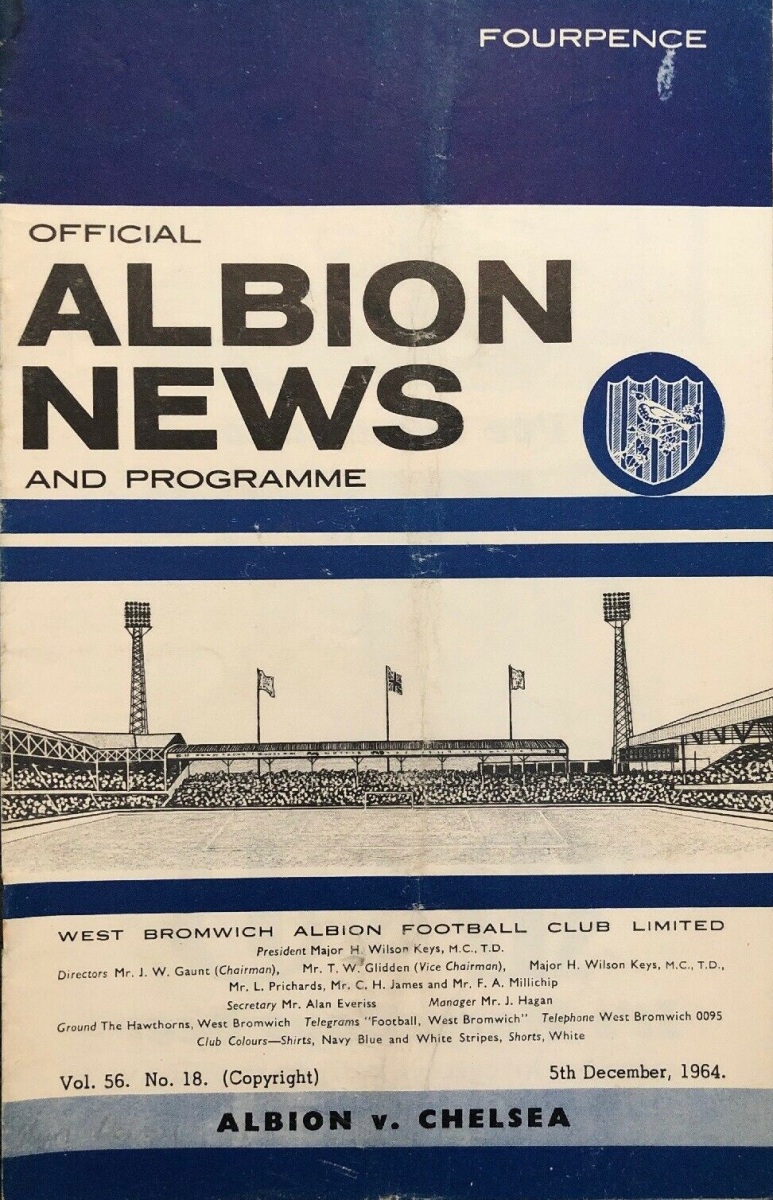 FOURPENCE
OFFICIAL
ALBION
NEWS
AND PROGRAMME
WEST BROMWICH ALBION FOOTBALL CLUB LIMITED
President Major H. Wilson Keys, M.C., T.D.
Directors Mr. J. W. Gaunt (Chairman), Mr. T. W. Glidden (Vice Chairman), Major H. Wilson Keys, M.C., T.D.,
Mr. L. Prichards, Mr. C. H. James and Mr. F. A. Millichip
Secretary Mr. Alan Everiss Manager Mr. J. Hagan
Ground The Hawthorns, West Bromwich Telegrams "Football, West Bromwich" Telephone West Bromwich 0095
Club Colours—Shirts, Navy Blue and White Stripes, Shorts, White
Vol. 56. No. 18. (Copyright) 5th December, 1964.
ALBION v. CHELSEA